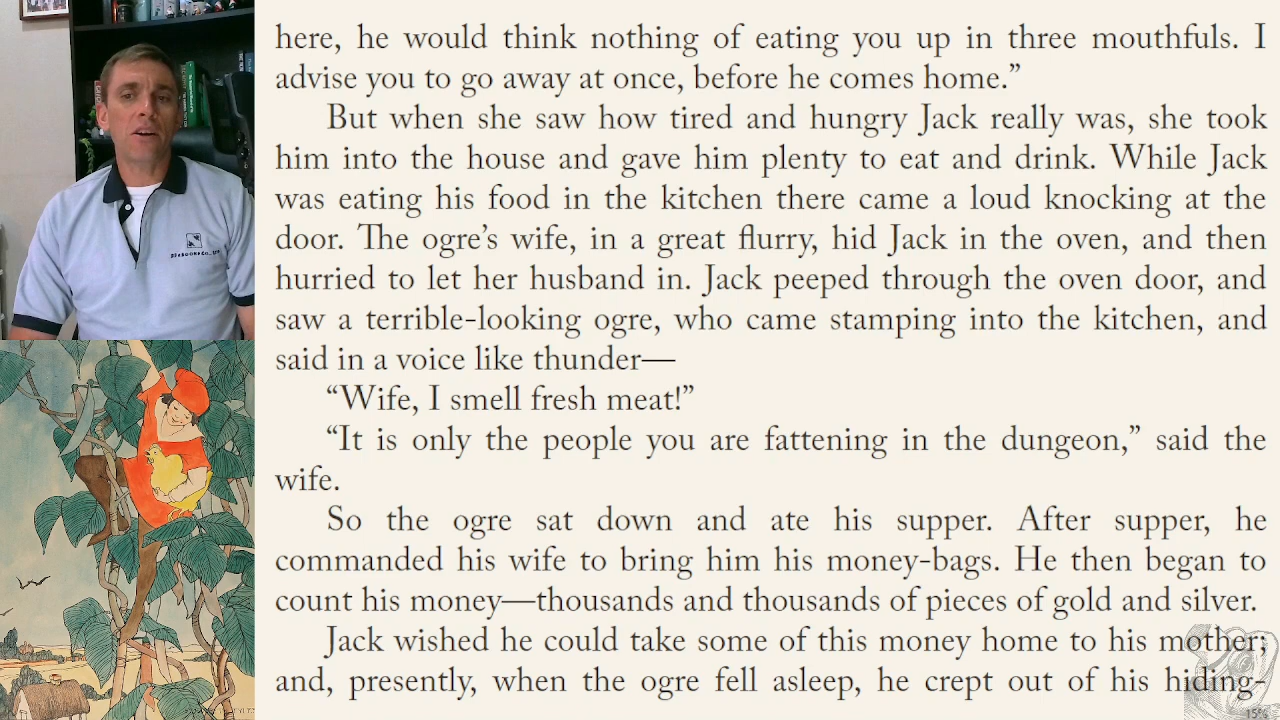 here, he would think nothing of eating you up in three mouthfuls. I
advise you to go away at once, before he comes home.”
But when she saw how tired and hungry Jack really was, she took
him into the house and gave him plenty to eat and drink. While Jack
was eating his food in the kitchen there came a loud knocking at the
door. The ogre’s wife, in a great flurry, hid Jack in the oven, and then
hurried to let her husband in. Jack peeped through the oven door, and
saw a terrible-looking ogre, who came stamping into the kitchen, and
said in a voice like thunder—
“Wife, I smell fresh meat!”
“It is only the people you are fattening in the dungeon,” said the
wife.
So the ogre sat down and ate his supper. After supper, he
commanded his wife to bring him his money-bags. He then began to
count his money—thousands and thousands of pieces of gold and silver.
Jack wished he could take some of this money home to his mother;
and, presently, when the ogre fell asleep, he crept out of his hiding-
15%